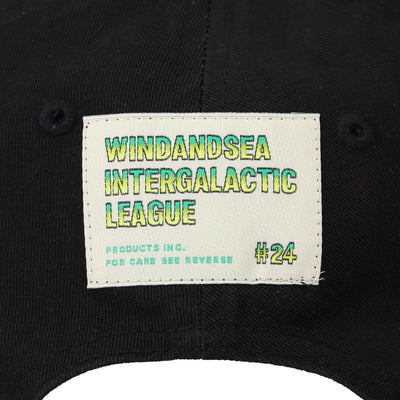 WINDANDSEA
INTERGALACTIC
LEAGUE
PRODUCTS INC.
FOR CARE SEE REVERSE
#24